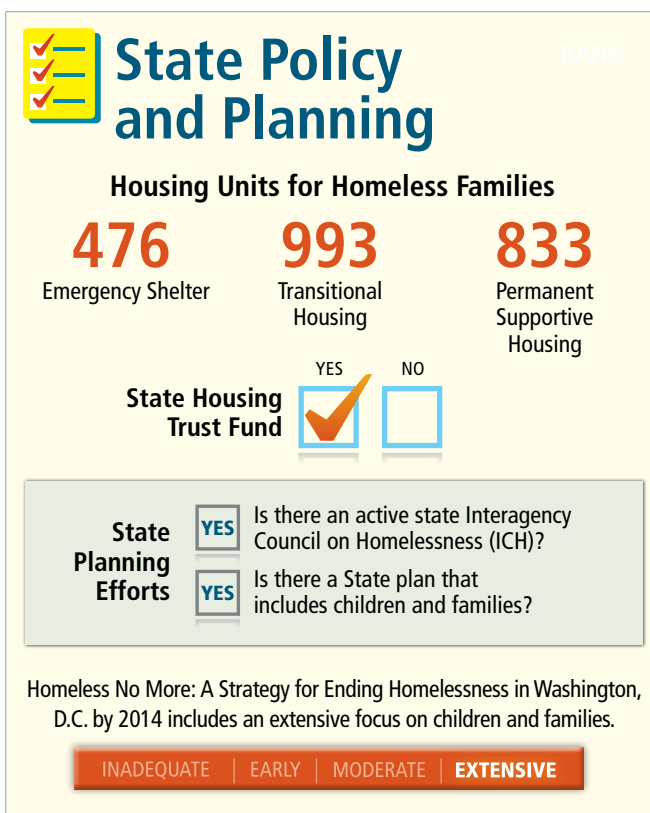 RANK
State Policy
and Planning
Housing Units for Homeless Families
476
Emergency Shelter
993
Transitional
Housing
833
Permanent
Supportive
Housing
YES
NO
State Housing
Trust Fund
State
Planning
Efforts
YES
Is there an active state Interagency
Council on Homelessness (ICH)?
YES
Is there a State plan that
includes children and families?
Homeless No More: A Strategy for Ending Homelessness in Washington,
D.C. by 2014 includes an extensive focus on children and families.
INADEQUATE | EARLY | MODERATE | EXTENSIVE